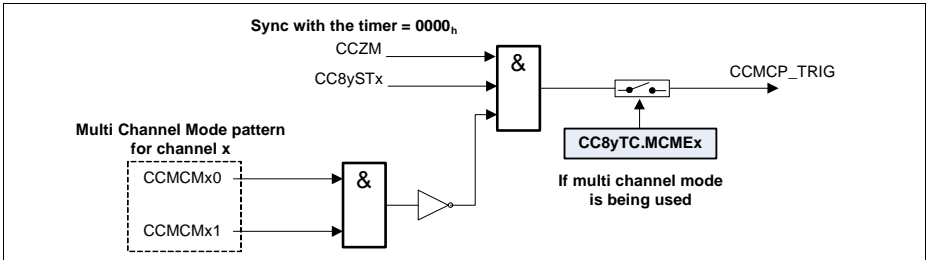 Sync with the timer = 0000h
CCZM
CC8ySTx
&
CCMCP_TRIG
CC8yTC.MCMEx
If multi channel mode
is being used
Multi Channel Mode pattern
for channel x
CCMCMx0
CCMCMx1
&